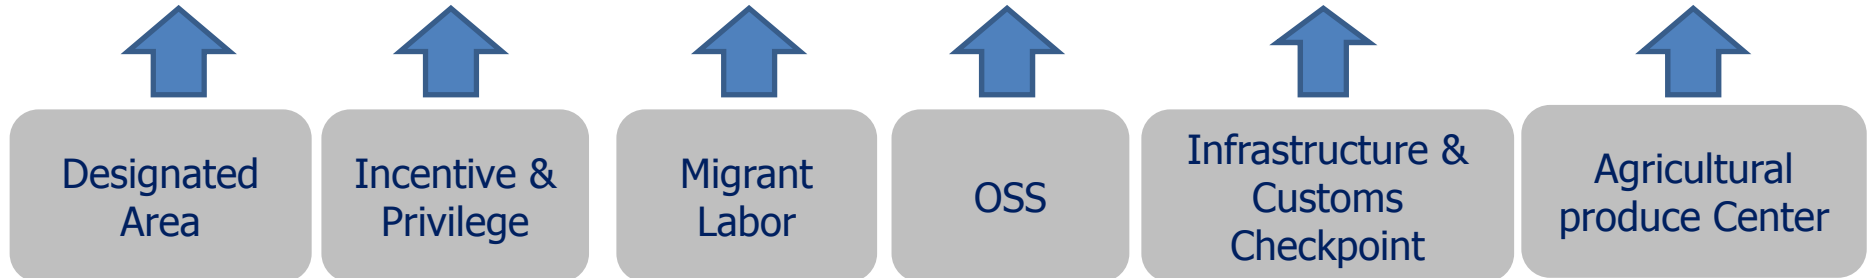 Designated
Area
Incentive &
Privilege
Migrant
Labor
OSS
Infrastructure &
Customs
Checkpoint
Agricultural
produce Center